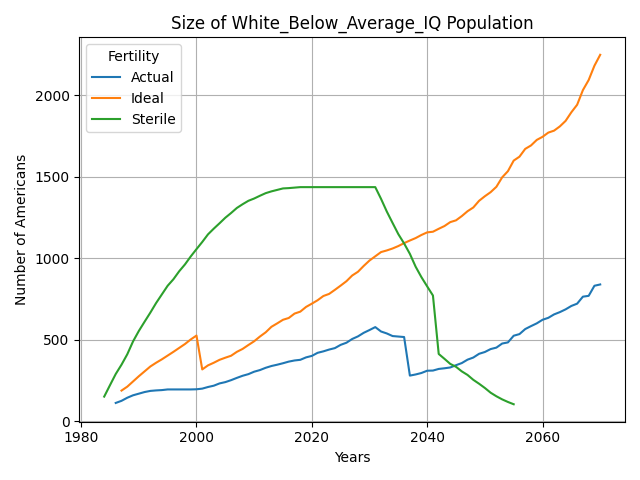 Size of White_Below_Average_IQ Population
Fertility
Actual
Ideal
Sterile
Number of Americans
2000
1500
1000
500
0
1980
2000
2020
2040
2060
Years